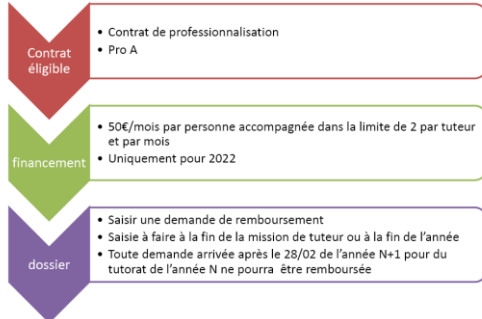 Contrat
éligible
• Contrat de professionnalisation
• Pro A
financement
• 50€/mois par personne accompagnée dans la limite de 2 par tuteur
et par mois
• Uniquement pour 2022
dossier
• Saisir une demande de remboursement
• Saisie à faire à la fin de la mission de tuteur ou à la fin de l'année
• Toute demande arrivée après le 28/02 de l'année N+1 pour du
tutorat de l'année N ne pourra être remboursée